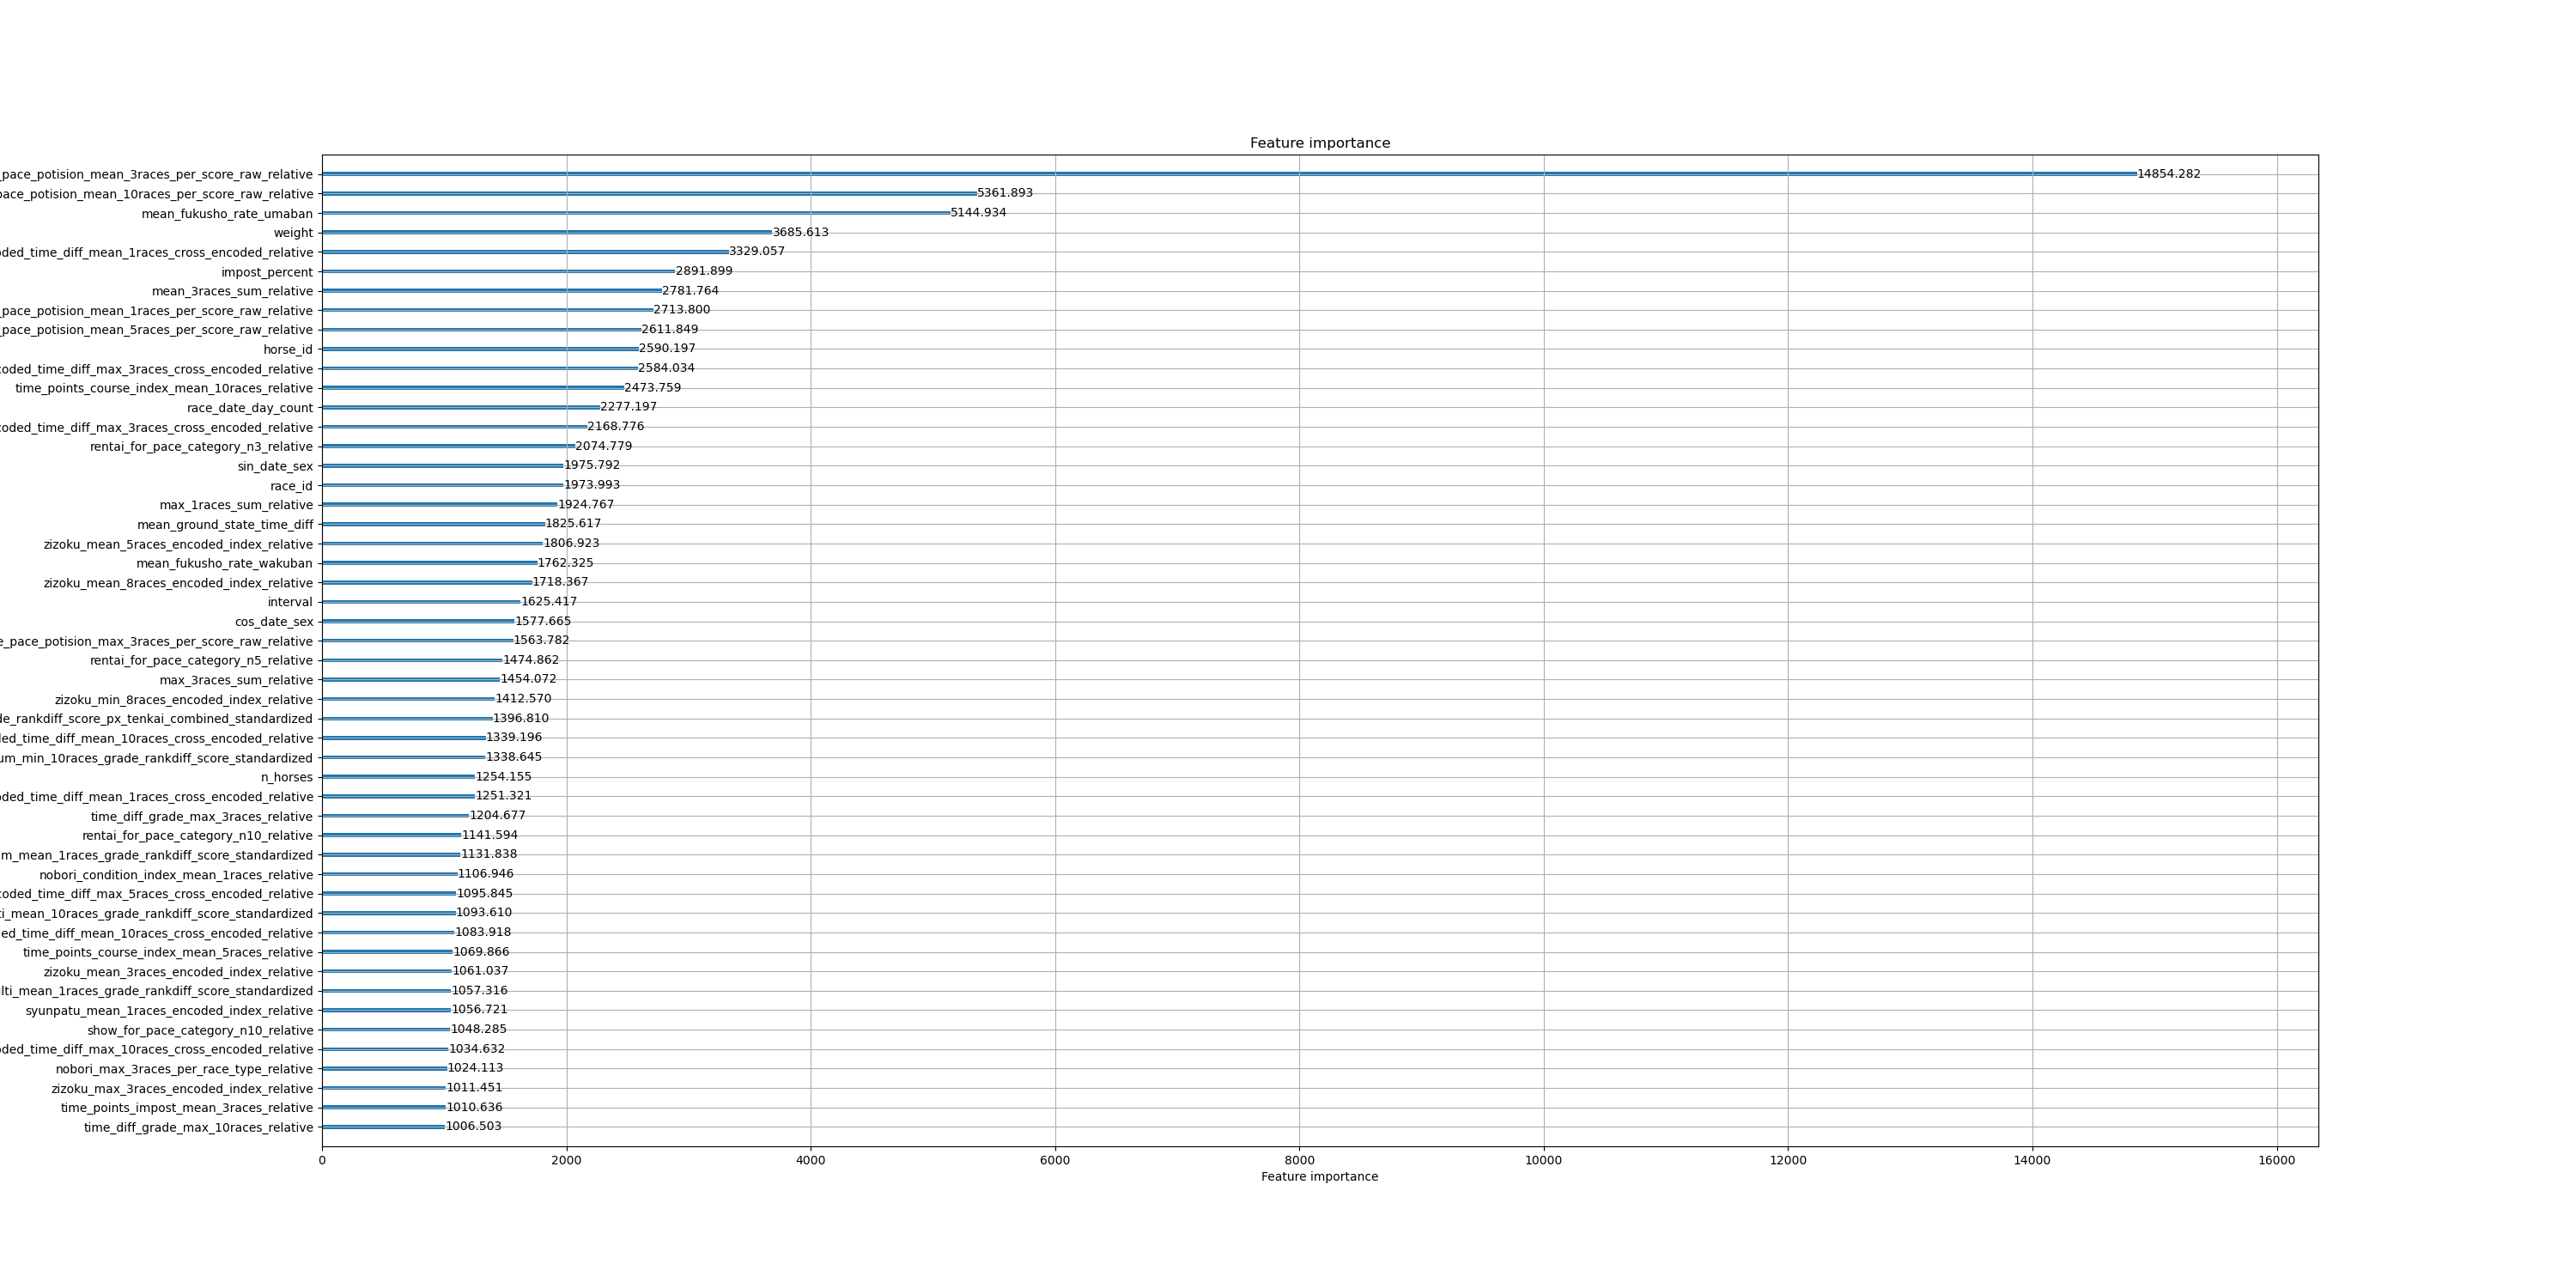 Feature importance
_pace_potision_mean_3races_per_score_raw_relative 14854.282
pace_potision_mean_10races_per_score_raw_relative 5361.893
mean_fukusho_rate_umaban 5144.934
weight 3685.613
ded_time_diff_mean_1races_cross_encoded_relative 3329.057
impost_percent 2891.899
mean_3races_sum_relative 2781.764
_pace_potision_mean_1races_per_score_raw_relative 2713.800
_pace_potision_mean_5races_per_score_raw_relative 2611.849
horse_id 2590.197
coded_time_diff_max_3races_cross_encoded_relative 2584.034
time_points_course_index_mean_10races_relative 2473.759
race_date_day_count 2277.197
coded_time_diff_max_3races_cross_encoded_relative 2168.776
rentai_for_pace_category_n3_relative 2074.779
sin_date_sex 1975.792
race_id 1973.993
max_1races_sum_relative 1924.767
mean_ground_state_time_diff 1825.617
zizoku_mean_5races_encoded_index_relative 1806.923
mean_fukusho_rate_wakuban 1762.325
zizoku_mean_8races_encoded_index_relative 1718.367
interval 1625.417
cos_date_sex 1577.665
e_pace_potision_max_3races_per_score_raw_relative 1563.782
rentai_for_pace_category_n5_relative 1474.862
max_3races_sum_relative 1454.072
zizoku_min_8races_encoded_index_relative 1412.570
de_rankdiff_score_px_tenkai_combined_standardized 1396.810
ed_time_diff_mean_10races_cross_encoded_relative 1339.196
um_min_10races_grade_rankdiff_score_standardized 1338.645
n_horses 1254.155
ded_time_diff_mean_1races_cross_encoded_relative 1251.321
time_diff_grade_max_3races_relative 1204.677
rentai_for_pace_category_n10_relative 1141.594
m_mean_1races_grade_rankdiff_score_standardized 1131.838
nobori_condition_index_mean_1races_relative 1106.946
coded_time_diff_max_5races_cross_encoded_relative 1095.845
ti_mean_10races_grade_rankdiff_score_standardized 1093.610
ed_time_diff_mean_10races_cross_encoded_relative 1083.918
time_points_course_index_mean_5races_relative 1069.866
zizoku_mean_3races_encoded_index_relative 1061.037
lti_mean_1races_grade_rankdiff_score_standardized 1057.316
syunpatu_mean_1races_encoded_index_relative 1056.721
show_for_pace_category_n10_relative 1048.285
ded_time_diff_max_10races_cross_encoded_relative 1034.632
nobori_max_3races_per_race_type_relative 1024.113
zizoku_max_3races_encoded_index_relative 1011.451
time_points_impost_mean_3races_relative 1010.636
time_diff_grade_max_10races_relative 1006.503
0 2000 4000 6000 8000 10000 12000 14000 16000
Feature importance